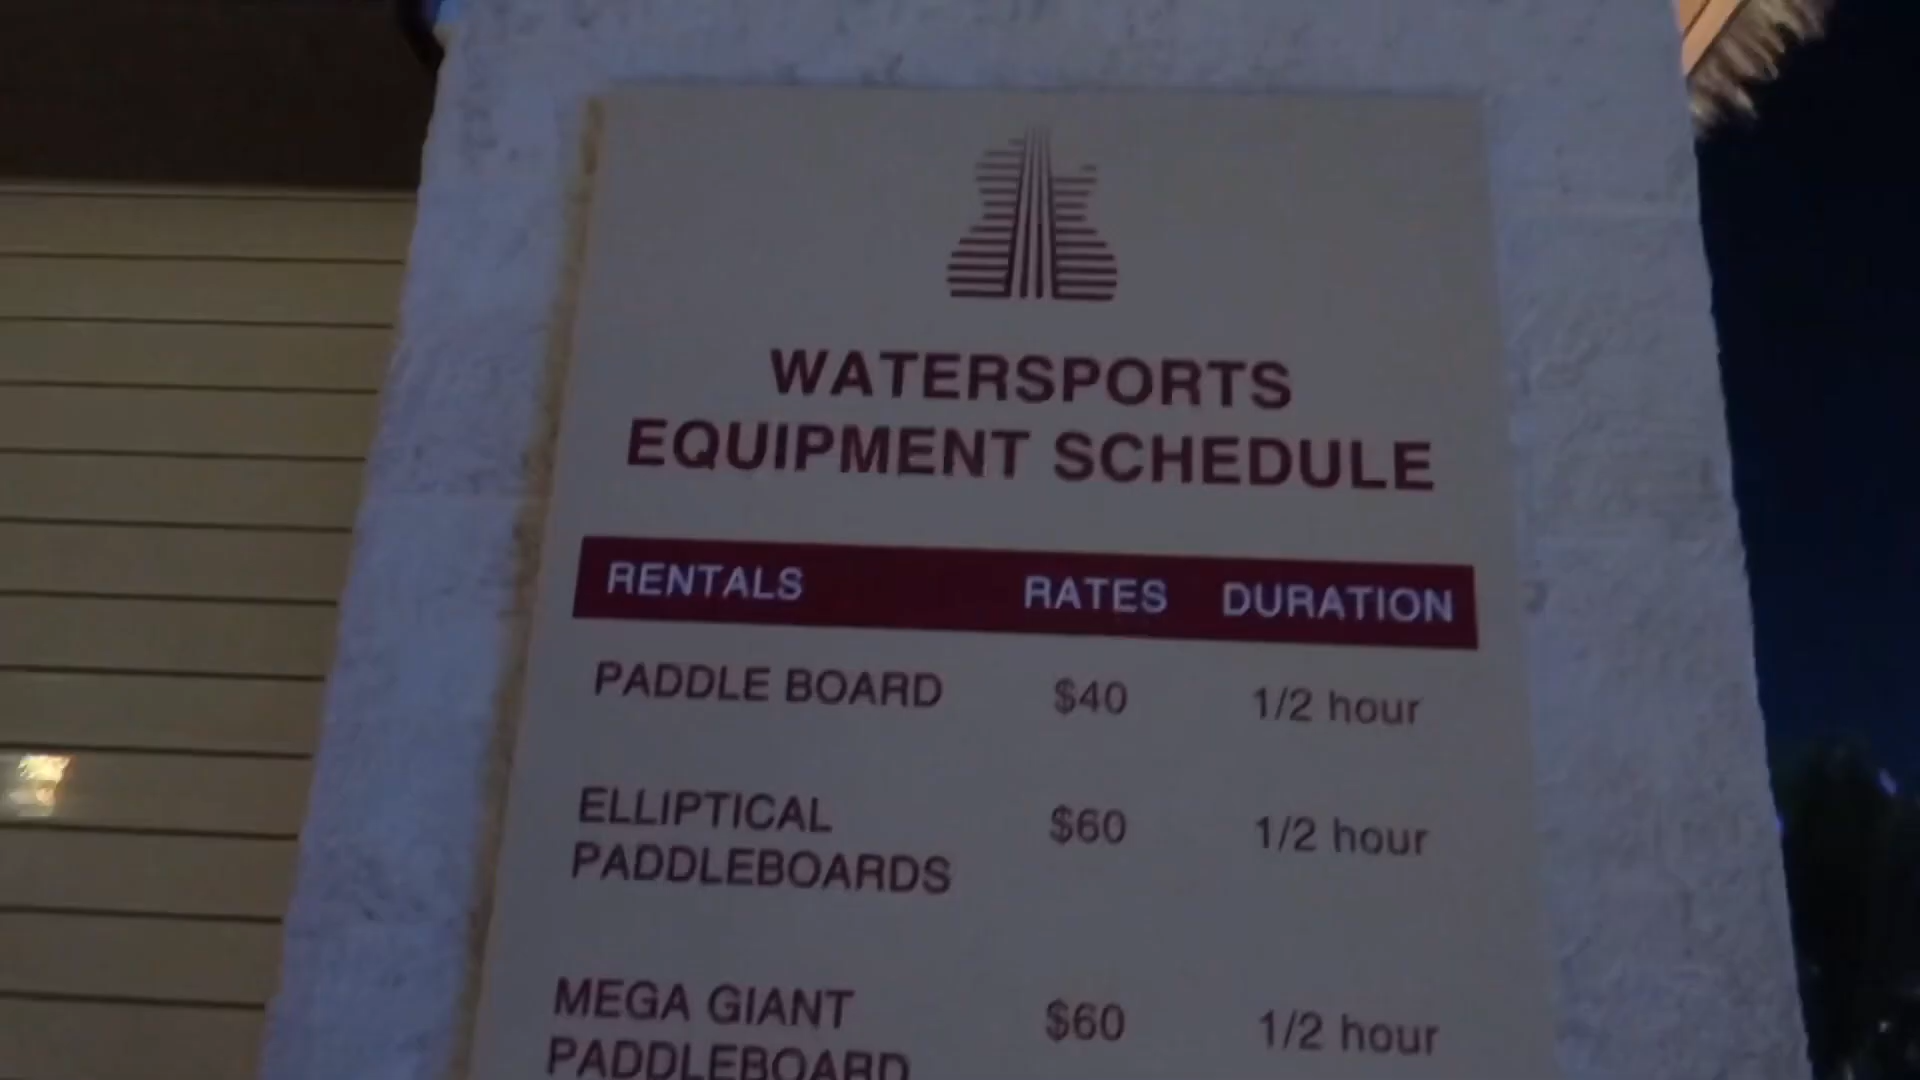 WATERSPORTS
EQUIPMENT SCHEDULE
RENTALS RATES DURATION
PADDLE BOARD $40 1/2 hour
ELLIPTICAL
PADDLEBOARDS $60 1/2 hour
MEGA GIANT
PADDLEBOARD $60 1/2 hour